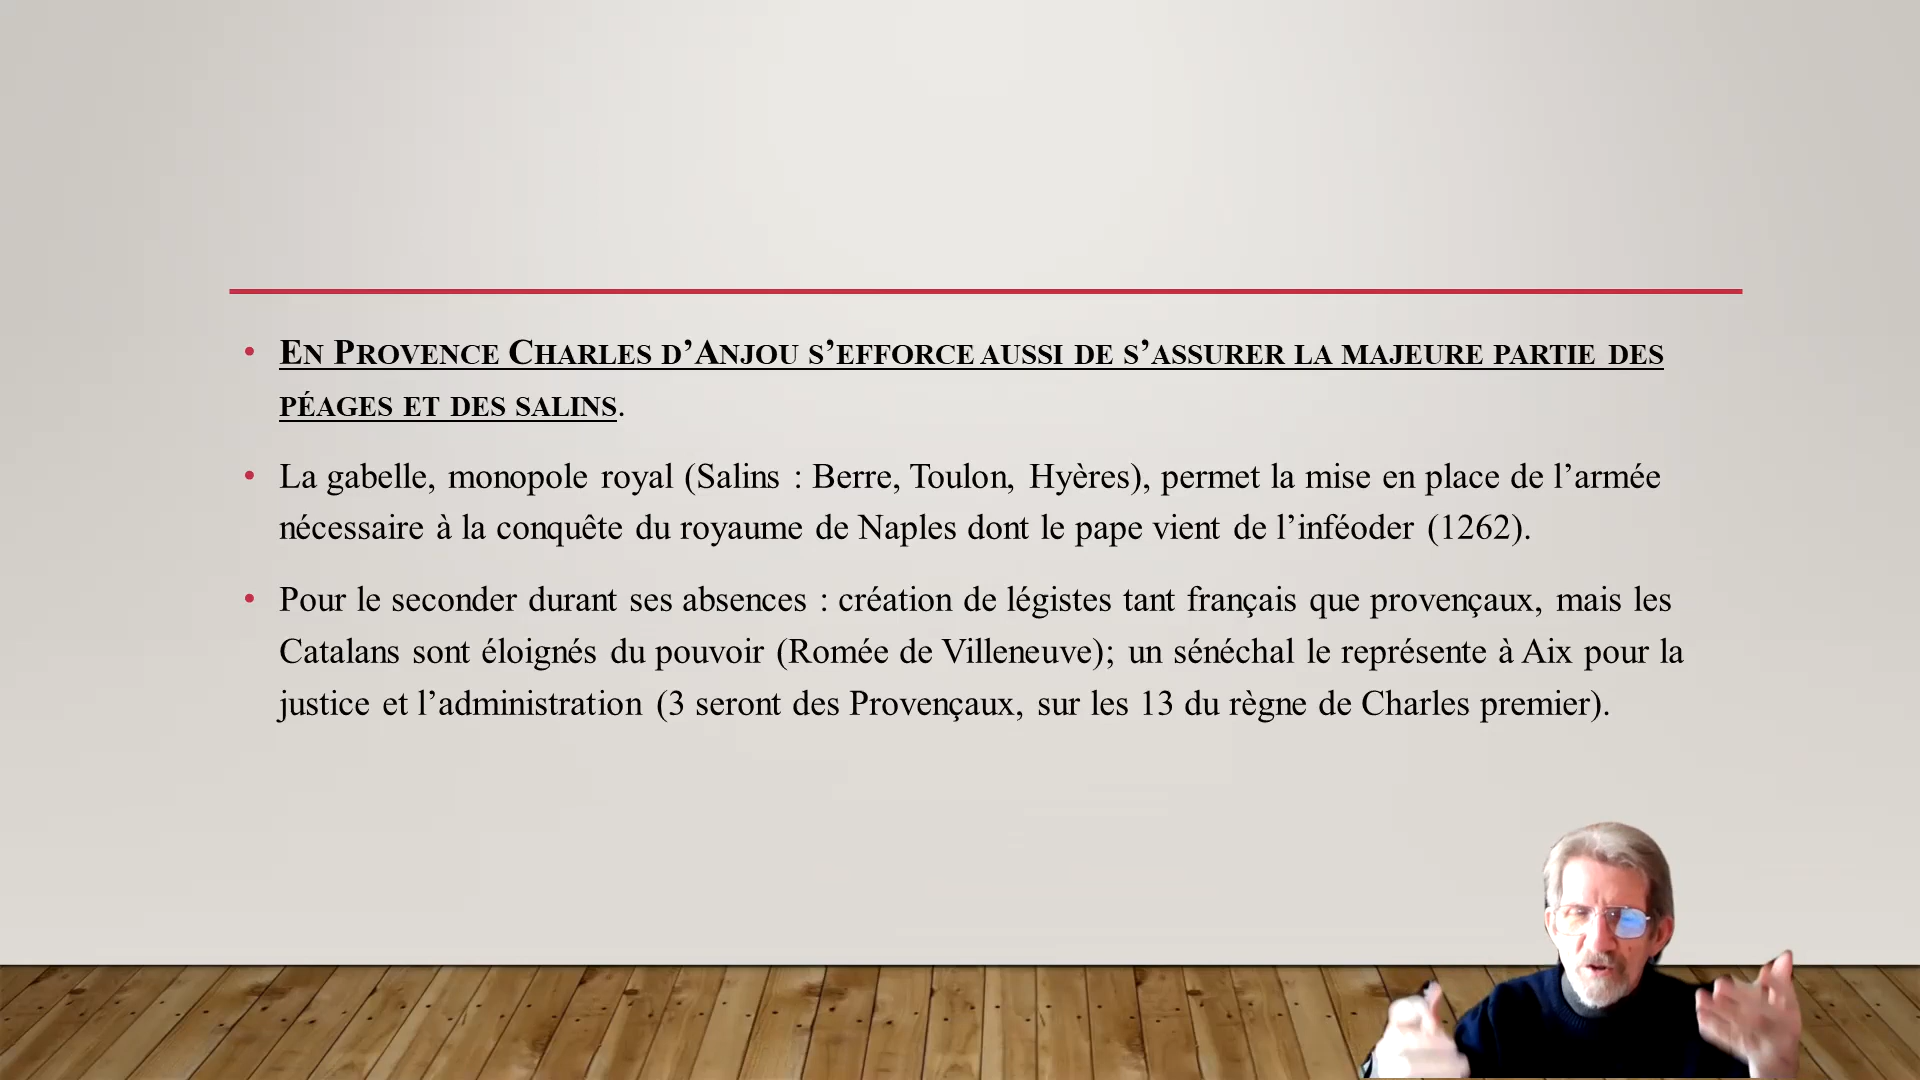 • En Provence Charles d’Anjou s’efforce aussi de s’assurer la majeure partie des
péages et des salins.
• La gabelle, monopole royal (Salins : Berre, Toulon, Hyères), permet la mise en place de l’armée
nécessaire à la conquête du royaume de Naples dont le pape vient de l’inféoder (1262).
• Pour le seconder durant ses absences : création de légistes tant français que provençaux, mais les
Catalans sont éloignés du pouvoir (Romée de Villeneuve); un sénéchal le représente à Aix pour la
justice et l’administration (3 seront des Provençaux, sur les 13 du règne de Charles premier).